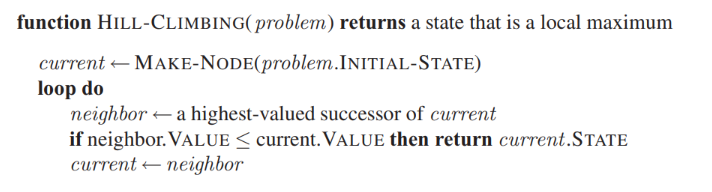 function HILL-CLIMBING(problem) returns a state that is a local maximum
current ← MAKE-NODE(problem.INITIAL-STATE)
loop do
neighbor ← a highest-valued successor of current
if neighbor.VALUE ≤ current.VALUE then return current.STATE
current ← neighbor